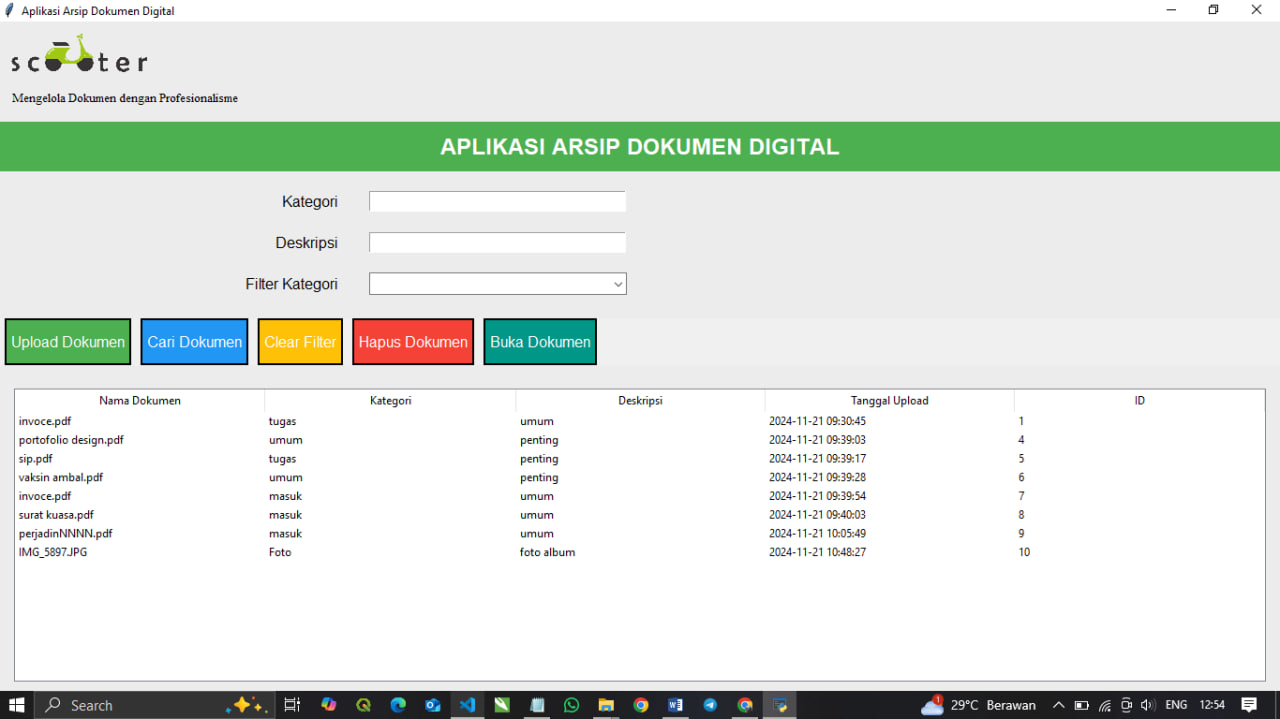 Aplikasi Arsip Dokumen Digital
scooter
Mengelola Dokumen dengan Profesionalisme
APLIKASI ARSIP DOKUMEN DIGITAL
Kategori
Deskripsi
Filter Kategori
Upload Dokumen Cari Dokumen Clear Filter Hapus Dokumen Buka Dokumen
Nama Dokumen Kategori Deskripsi Tanggal Upload ID
invoce.pdf tugas umum 2024-11-21 09:30:45 1
portofolio design.pdf umum penting 2024-11-21 09:39:03 4
sip.pdf tugas penting 2024-11-21 09:39:17 5
vaksin ambal.pdf umum penting 2024-11-21 09:39:28 6
invoce.pdf masuk umum 2024-11-21 09:39:54 7
surat kuasa.pdf masuk umum 2024-11-21 09:40:03 8
perjadinNNNN.pdf masuk umum 2024-11-21 10:05:49 9
IMG_5897.JPG Foto foto album 2024-11-21 10:48:27 10
Search 1 29°C Berawan ENG 12:54